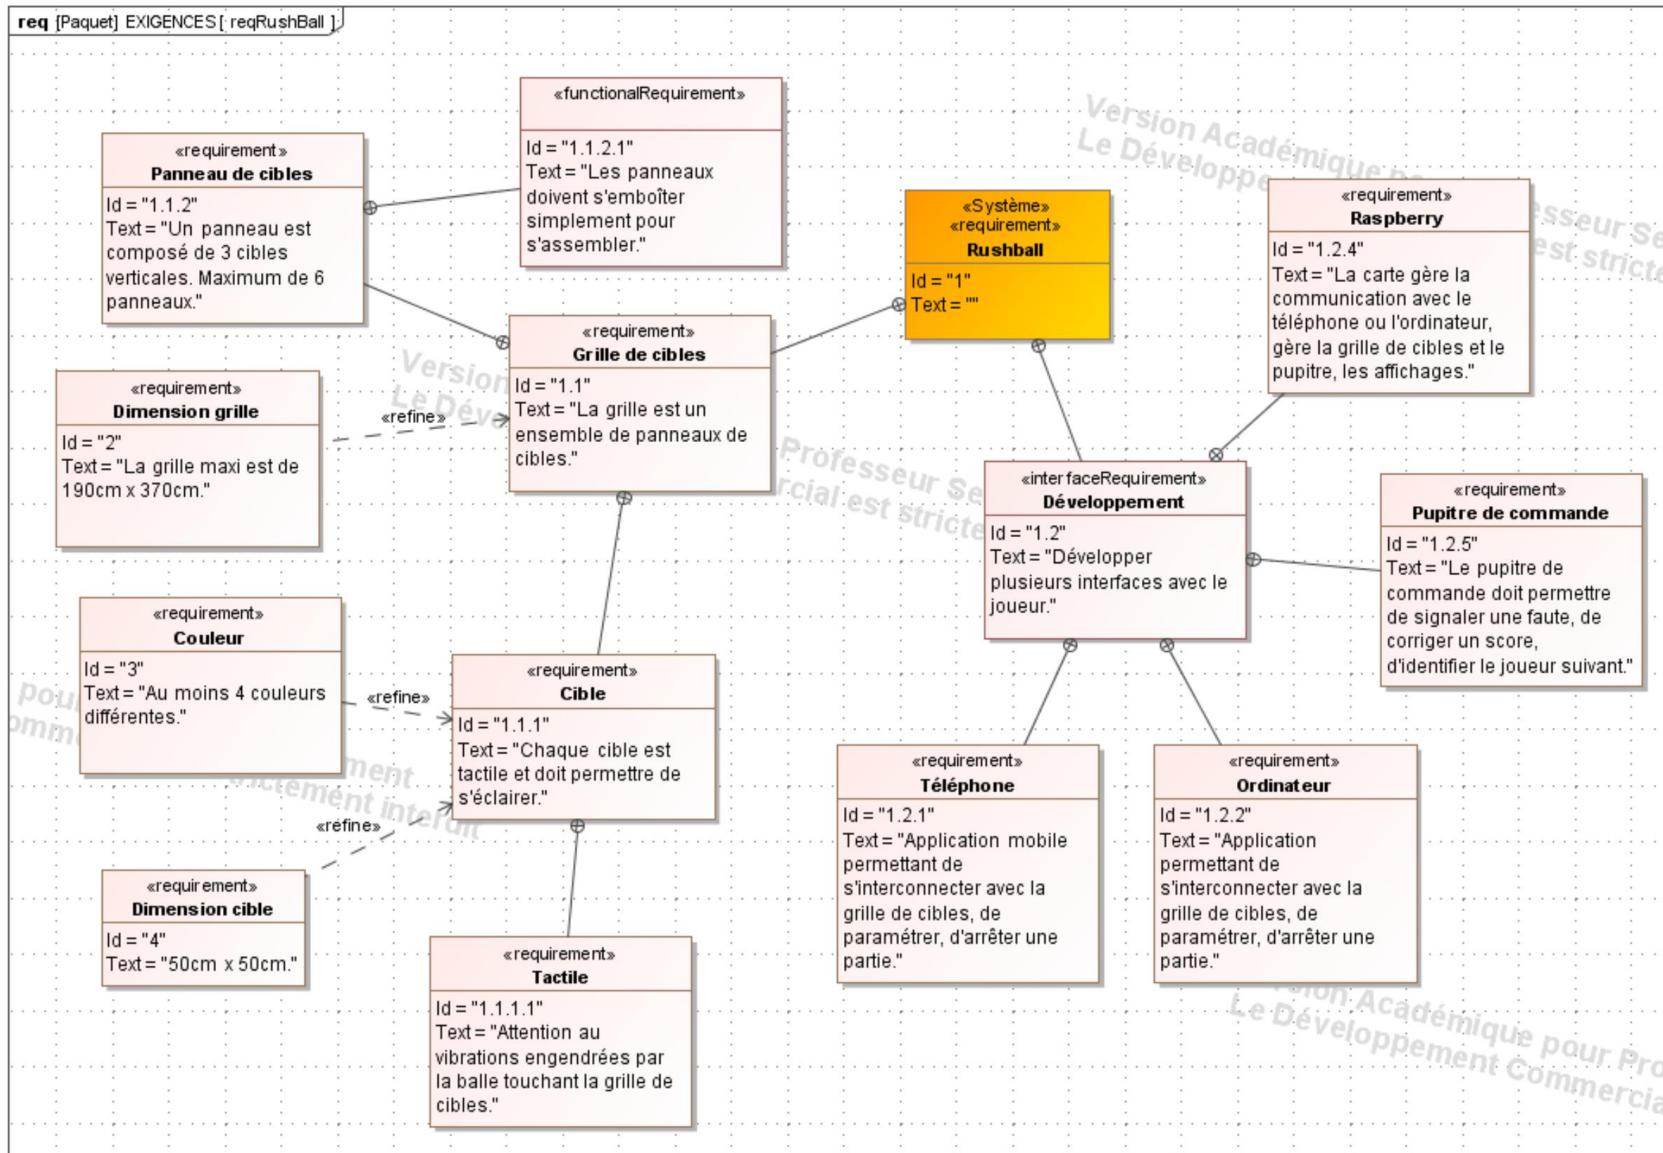 req [Paquet] EXIGENCES [ reqRushBall ]
«functionalRequirement»
Id = "1.1.2.1"
Text = "Les panneaux
doivent s'emboîter
simplement pour
s'assembler."
«requirement»
Panneau de cibles
Id = "1.1.2"
Text = "Un panneau est
composé de 3 cibles
verticales. Maximum de 6
panneaux."
«Système»
«requirement»
Rushball
Id = "1"
Text = ""
«requirement»
Raspberry
Id = "1.2.4"
Text = "La carte gère la
communication avec le
téléphone ou l'ordinateur,
gère la grille de cibles et le
pupitre, les affichages."
«requirement»
Grille de cibles
Id = "1.1"
Text = "La grille est un
ensemble de panneaux de
cibles."
«requirement»
Dimension grille
Id = "2"
Text = "La grille maxi est de
190cm x 370cm."
«refine»
«interfaceRequirement»
Développement
Id = "1.2"
Text = "Développer
plusieurs interfaces avec le
joueur."
«requirement»
Pupitre de commande
Id = "1.2.5"
Text = "Le pupitre de
commande doit permettre
de signaler une faute, de
corriger un score,
d'identifier le joueur suivant."
«requirement»
Couleur
Id = "3"
Text = "Au moins 4 couleurs
différentes."
«refine»
«requirement»
Cible
Id = "1.1.1"
Text = "Chaque cible est
tactile et doit permettre de
s'éclairer."
«refine»
«requirement»
Dimension cible
Id = "4"
Text = "50cm x 50cm."
«requirement»
Téléphone
Id = "1.2.1"
Text = "Application mobile
permettant de
s'interconnecter avec la
grille de cibles, de
paramétrer, d'arrêter une
partie."
«requirement»
Ordinateur
Id = "1.2.2"
Text = "Application
permettant de
s'interconnecter avec la
grille de cibles, de
paramétrer, d'arrêter une
partie."
«requirement»
Tactile
Id = "1.1.1.1"
Text = "Attention au
vibrations engendrées par
la balle touchant la grille de
cibles."
Version Académique
Le Développe
Version
Le Déve
Professeur Se
rcial est stricte
Académique pour Pro
Le Développement Commercia